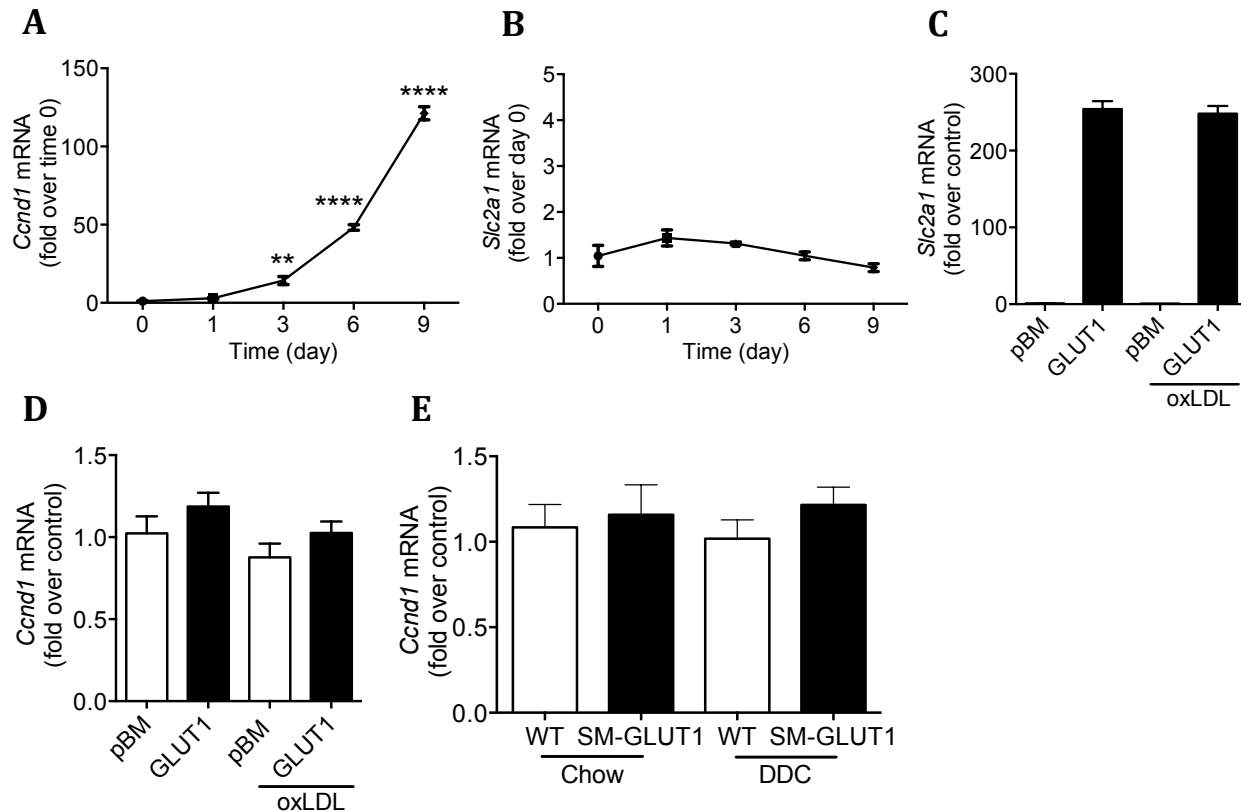 A
Ccnd1 mRNA
(fold over time 0)
150
100
50
0
**
****
****
0 1 3 6 9
Time (day)
B
Slc2a1 mRNA
(fold over day 0)
5
4
3
2
1
0
0 1 3 6 9
Time (day)
C
Slc2a1 mRNA
(fold over control)
300
200
100
0
pBM GLUT1 pBM GLUT1
oxLDL
D
Ccnd1 mRNA
(fold over control)
1.5
1.0
0.5
0.0
pBM GLUT1 pBM GLUT1
oxLDL
E
Ccnd1 mRNA
(fold over control)
1.5
1.0
0.5
0.0
WT SM-GLUT1 WT SM-GLUT1
Chow DDC